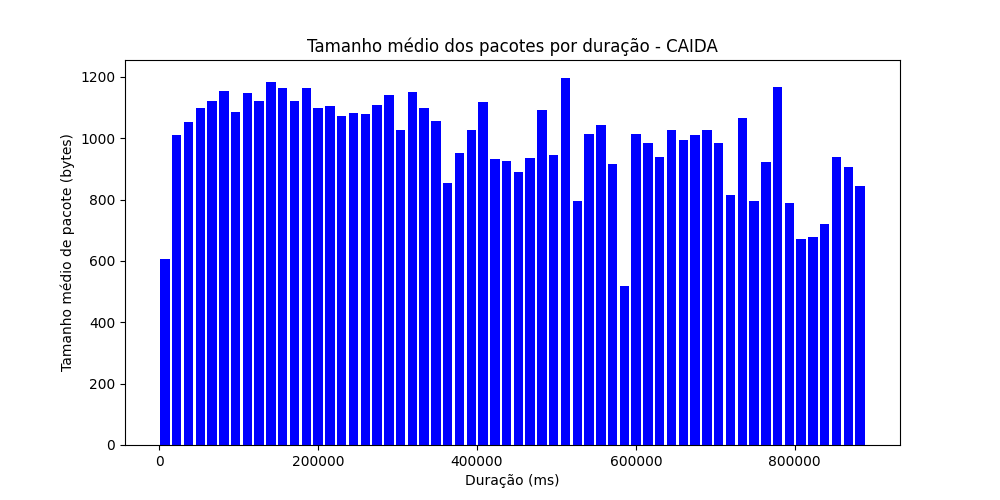 Tamanho médio dos pacotes por duração - CAIDA
Tamanho médio de pacote (bytes)
1200
1000
800
600
400
200
0
0 200000 400000 600000 800000
Duração (ms)